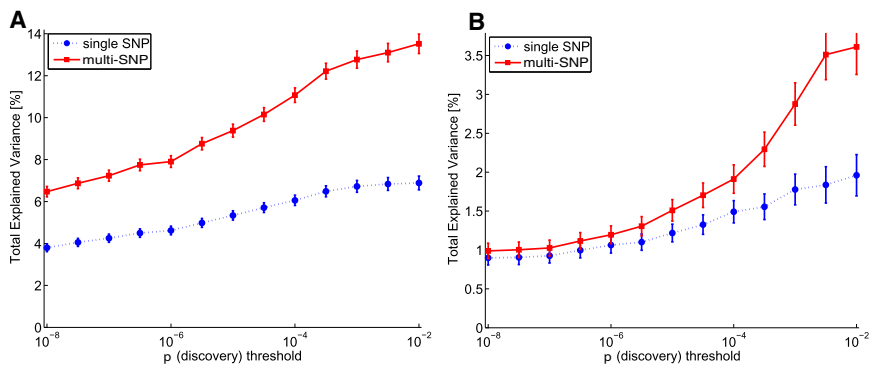 A
single SNP
multi-SNP
Total Explained Variance [%]
14
12
10
8
6
4
2
0
10⁻⁸
10⁻⁶
10⁻⁴
10⁻²
p (discovery) threshold
B
single SNP
multi-SNP
Total Explained Variance [%]
3.5
3
2.5
2
1.5
1
0.5
0
10⁻⁸
10⁻⁶
10⁻⁴
10⁻²
p (discovery) threshold